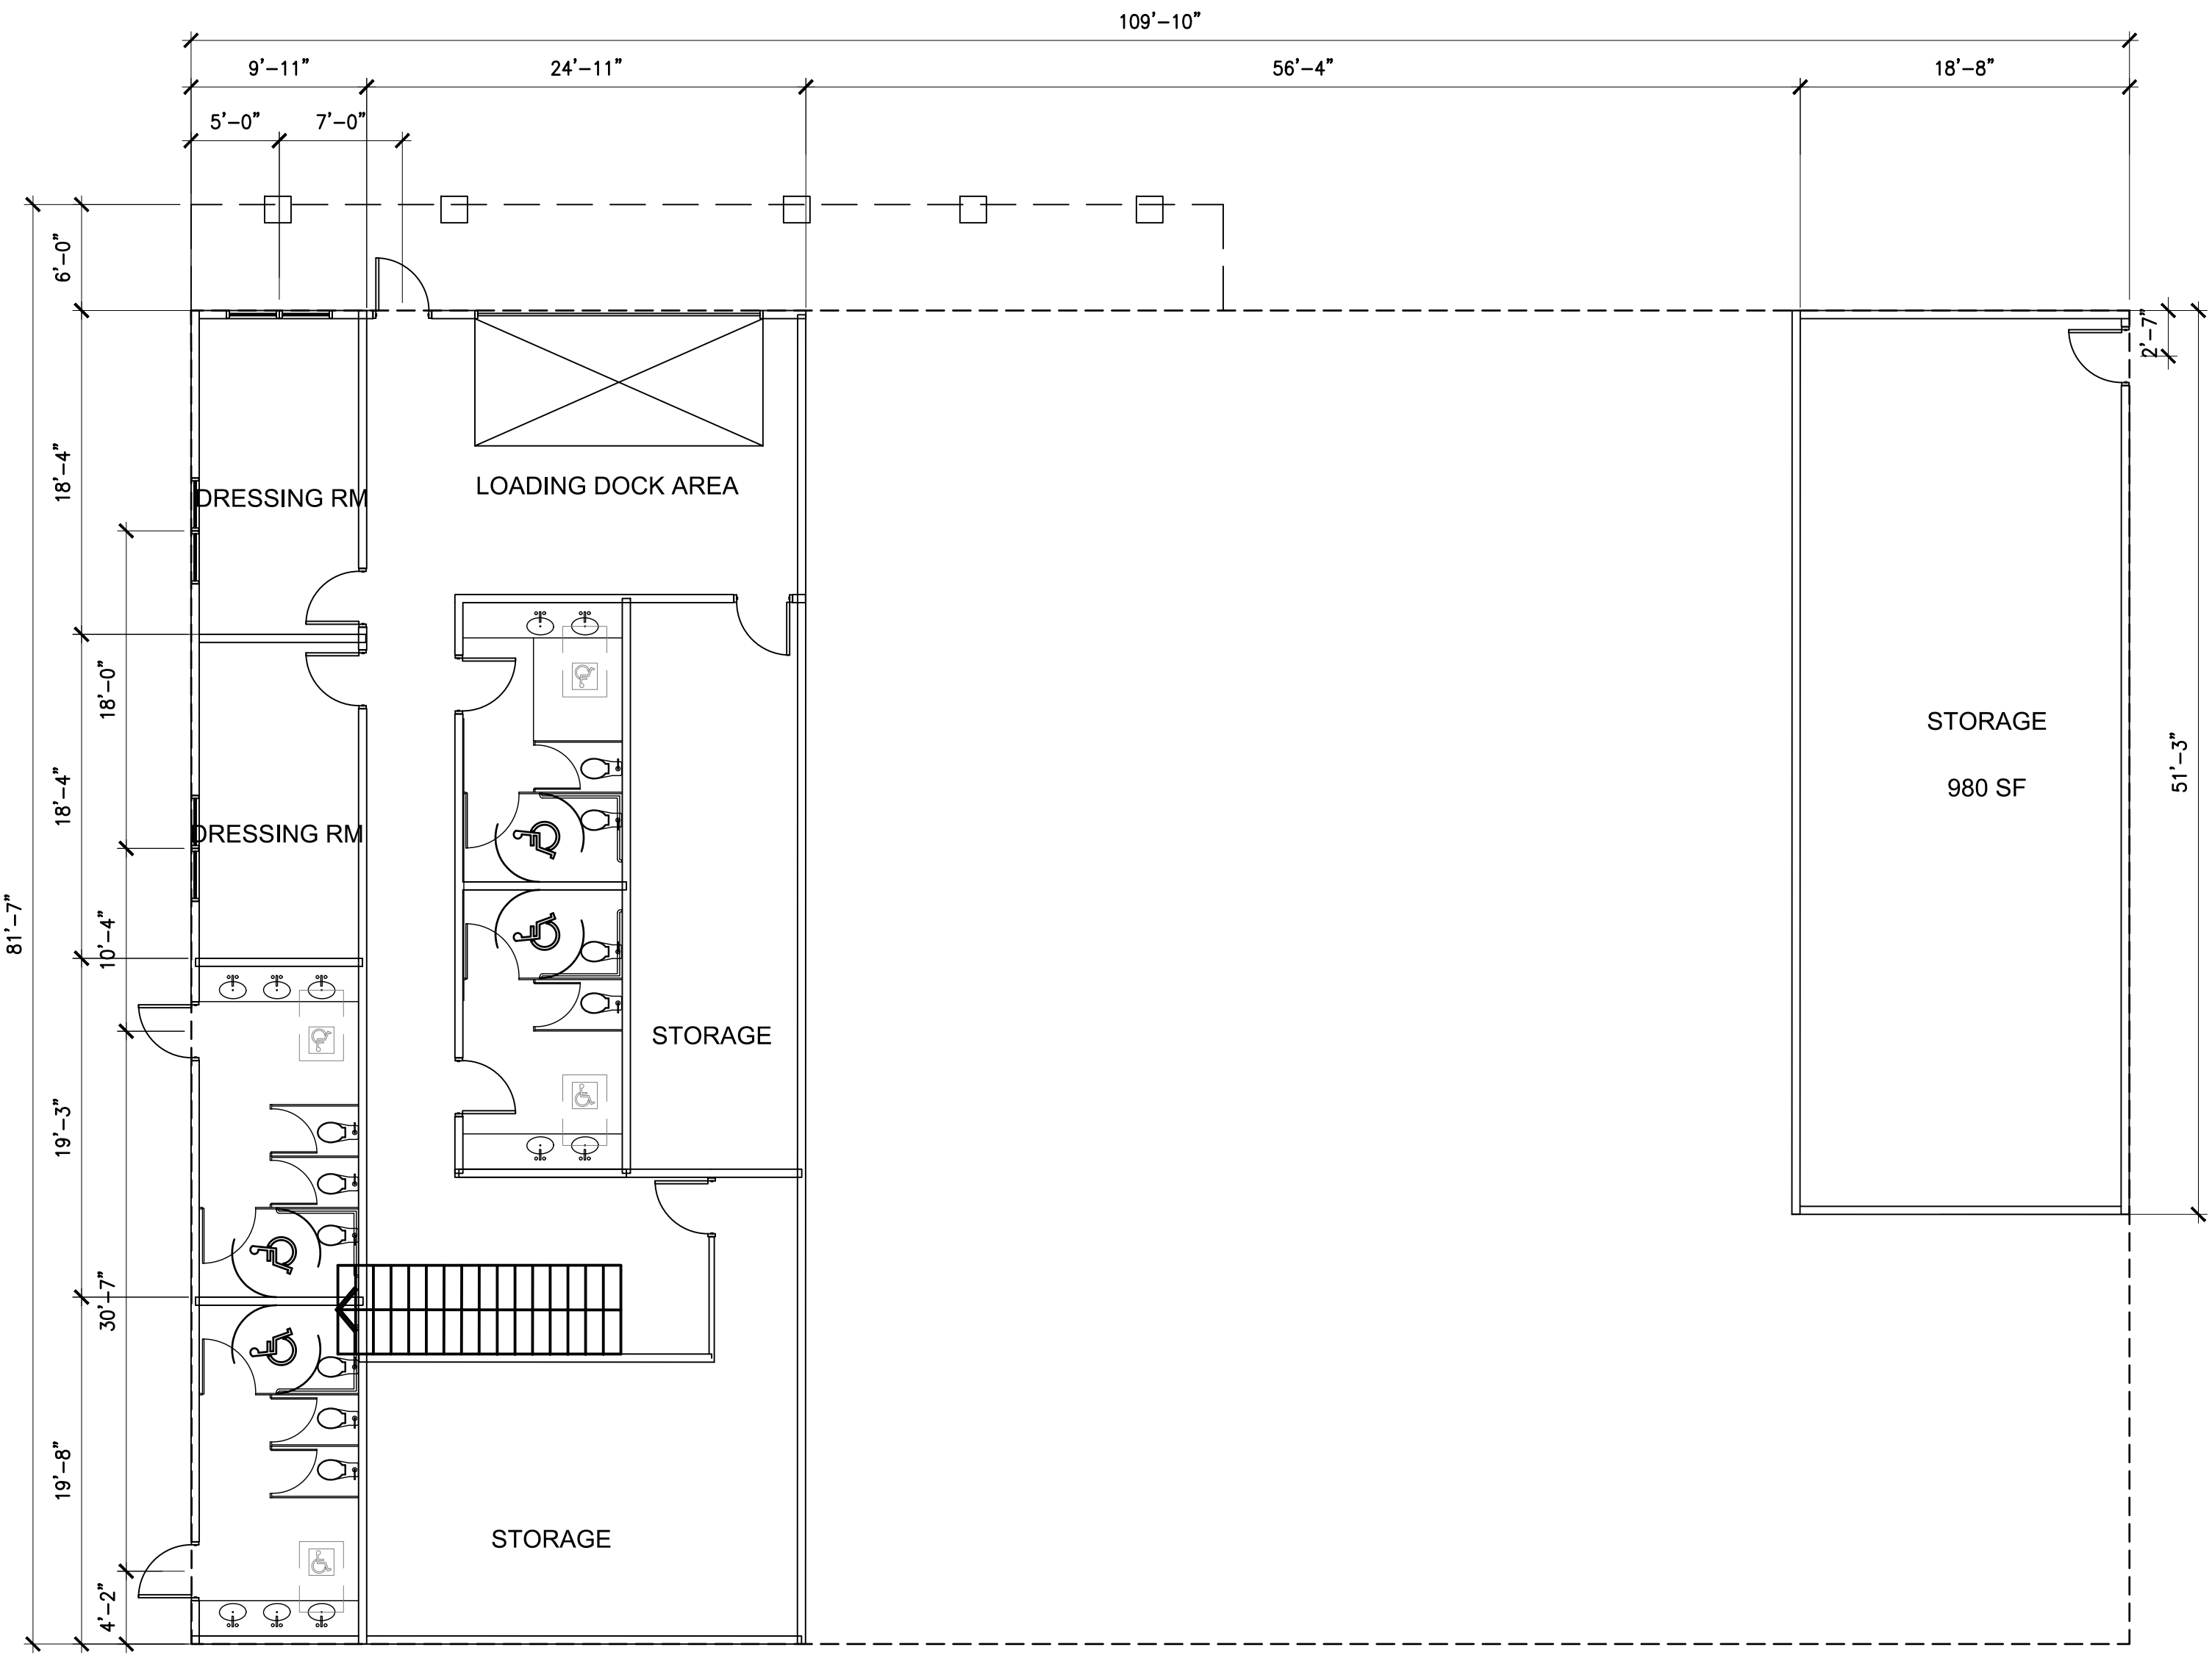 109'-10"
9'-11" 24'-11" 56'-4" 18'-8"
5'-0" 7'-0"
6'-0"
2'-7"
18'-4"
DRESSING RM LOADING DOCK AREA
18'-0"
STORAGE
980 SF
51'-3"
18'-4"
DRESSING RM
81'-7"
10'-4"
STORAGE
19'-3"
30'-7"
19'-8"
STORAGE
4'-2"